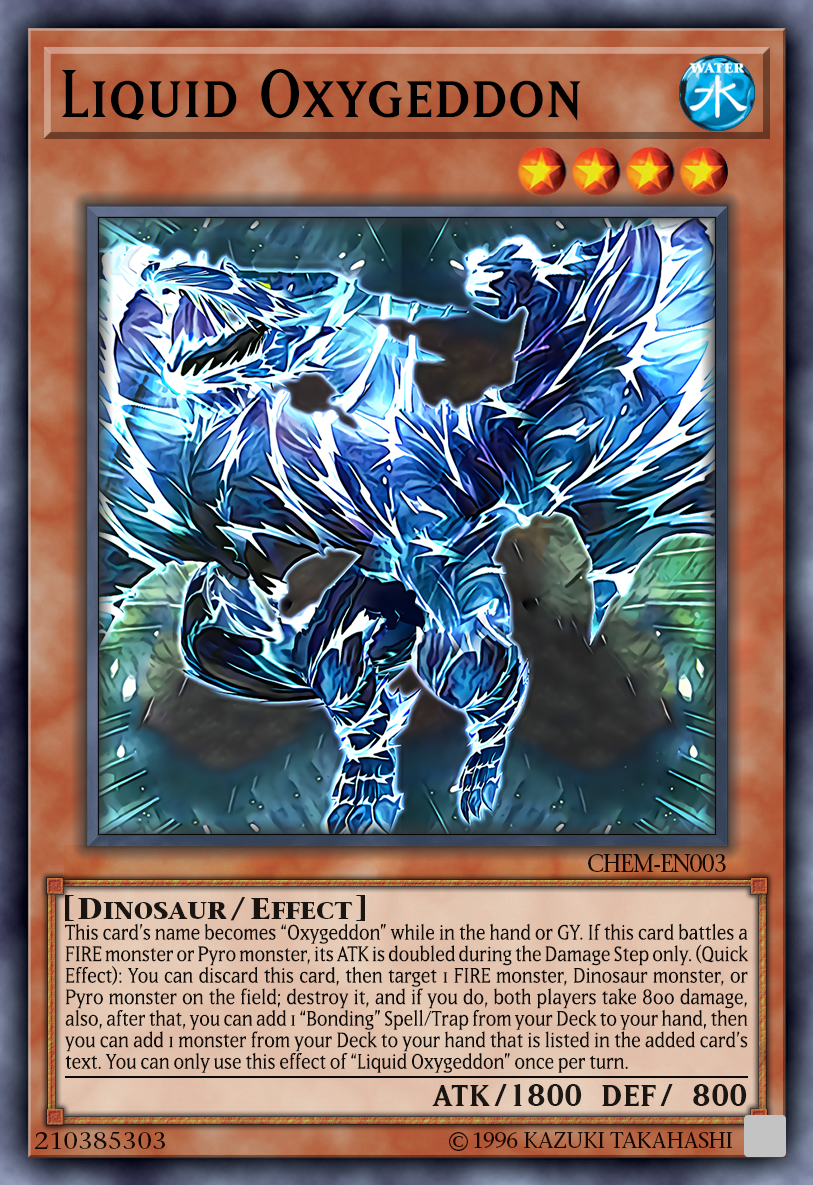 Liquid Oxygeddon
WATER
水
CHEM-EN003
[ Dinosaur / Effect ]
This card's name becomes “Oxygeddon” while in the hand or GY. If this card battles a
FIRE monster or Pyro monster, its ATK is doubled during the Damage Step only. (Quick
Effect): You can discard this card, then target 1 FIRE monster, Dinosaur monster, or
Pyro monster on the field; destroy it, and if you do, both players take 800 damage,
also, after that, you can add 1 “Bonding” Spell/Trap from your Deck to your hand, then
you can add 1 monster from your Deck to your hand that is listed in the added card's
text. You can only use this effect of “Liquid Oxygeddon” once per turn.
ATK / 1800 DEF / 800
210385303 © 1996 KAZUKI TAKAHASHI